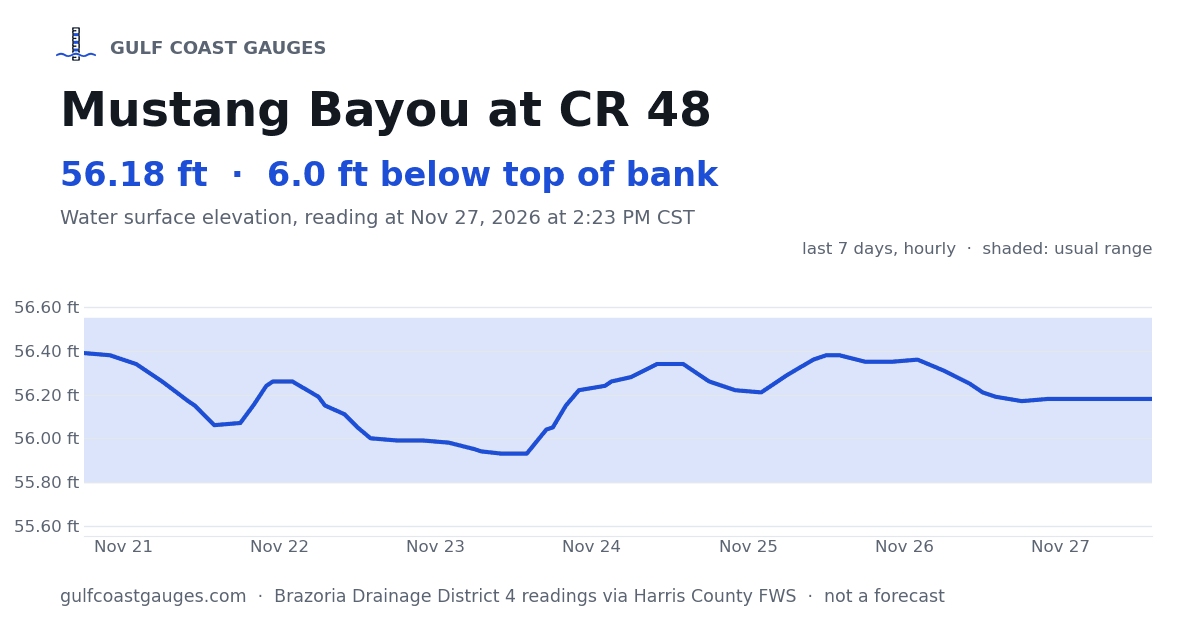 GULF COAST GAUGES
Mustang Bayou at CR 48
56.18 ft · 6.0 ft below top of bank
Water surface elevation, reading at Nov 27, 2026 at 2:23 PM CST
last 7 days, hourly · shaded: usual range
56.60 ft
56.40 ft
56.20 ft
56.00 ft
55.80 ft
55.60 ft
Nov 21 Nov 22 Nov 23 Nov 24 Nov 25 Nov 26 Nov 27
gulfcoastgauges.com · Brazoria Drainage District 4 readings via Harris County FWS · not a forecast